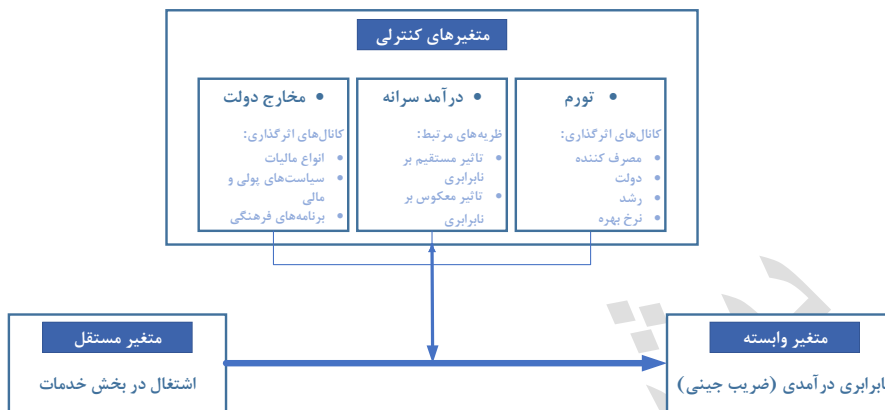 متغیرهای کنترلی
• تورم
کانال‌های اثرگذاری:
• مصرف کننده
• دولت
• رشد
• نرخ بهره
• درآمد سرانه
ظریه‌های مرتبط:
• تاثیر مستقیم بر
نابرابری
• تاثیر معکوس بر
نابرابری
• مخارج دولت
کانال‌های اثرگذاری:
• انواع مالیات
• سیاست‌های پولی و
مالی
• برنامه‌های فرهنگی
متغیر مستقل
اشتغال در بخش خدمات
متغیر وابسته
ابرابری درآمدی (ضریب جینی)